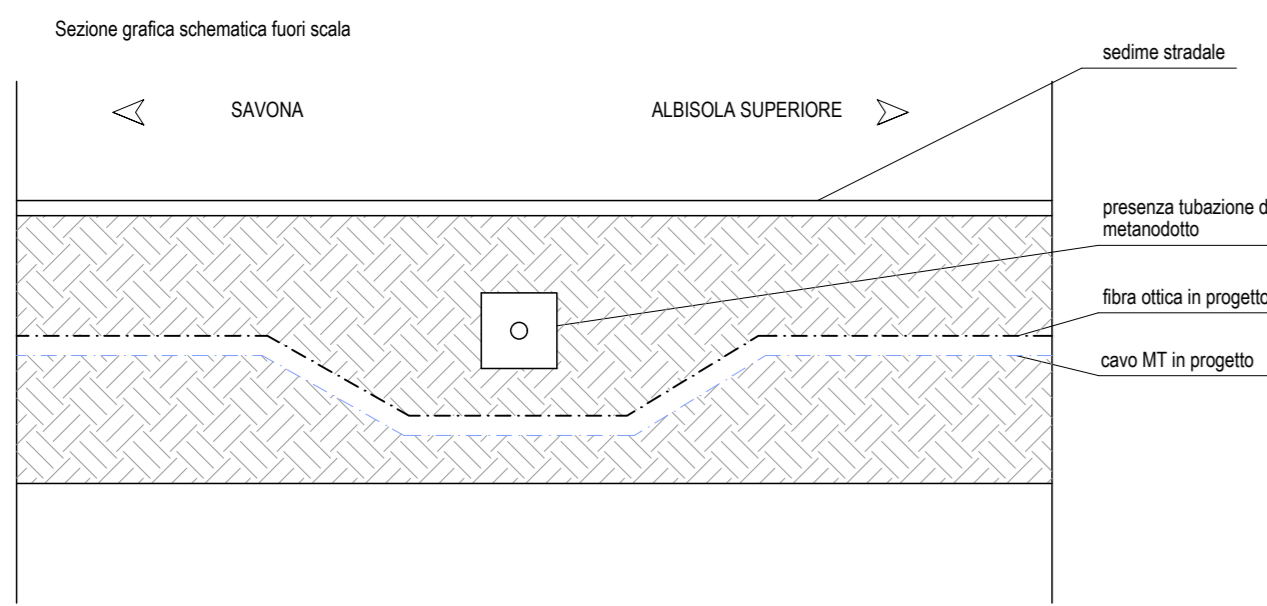 Sezione grafica schematica fuori scala
sedime stradale
SAVONA
ALBISOLA SUPERIORE
presenza tubazione d
metanodotto
fibra ottica in progetto
cavo MT in progetto